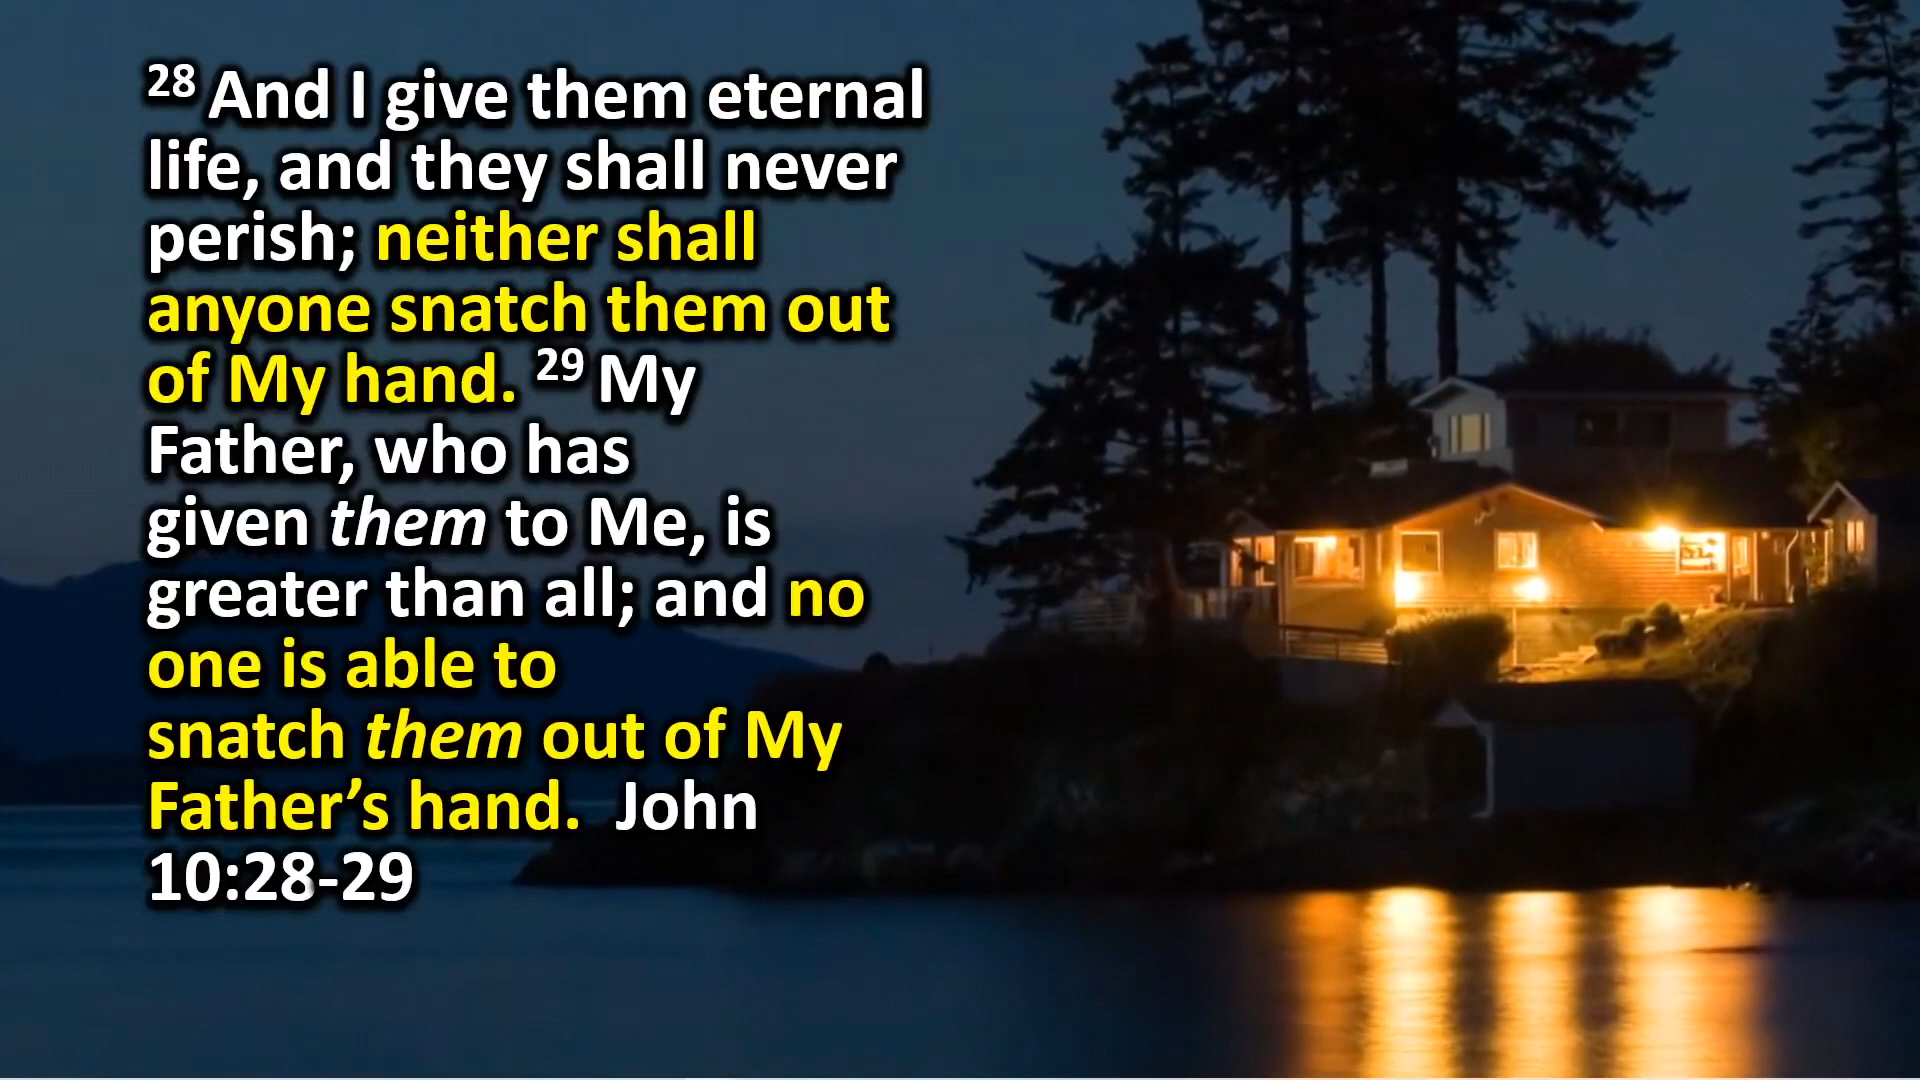 28 And I give them eternal
life, and they shall never
perish; neither shall
anyone snatch them out
of My hand. 29 My
Father, who has
given them to Me, is
greater than all; and no
one is able to
snatch them out of My
Father’s hand.  John
10:28-29